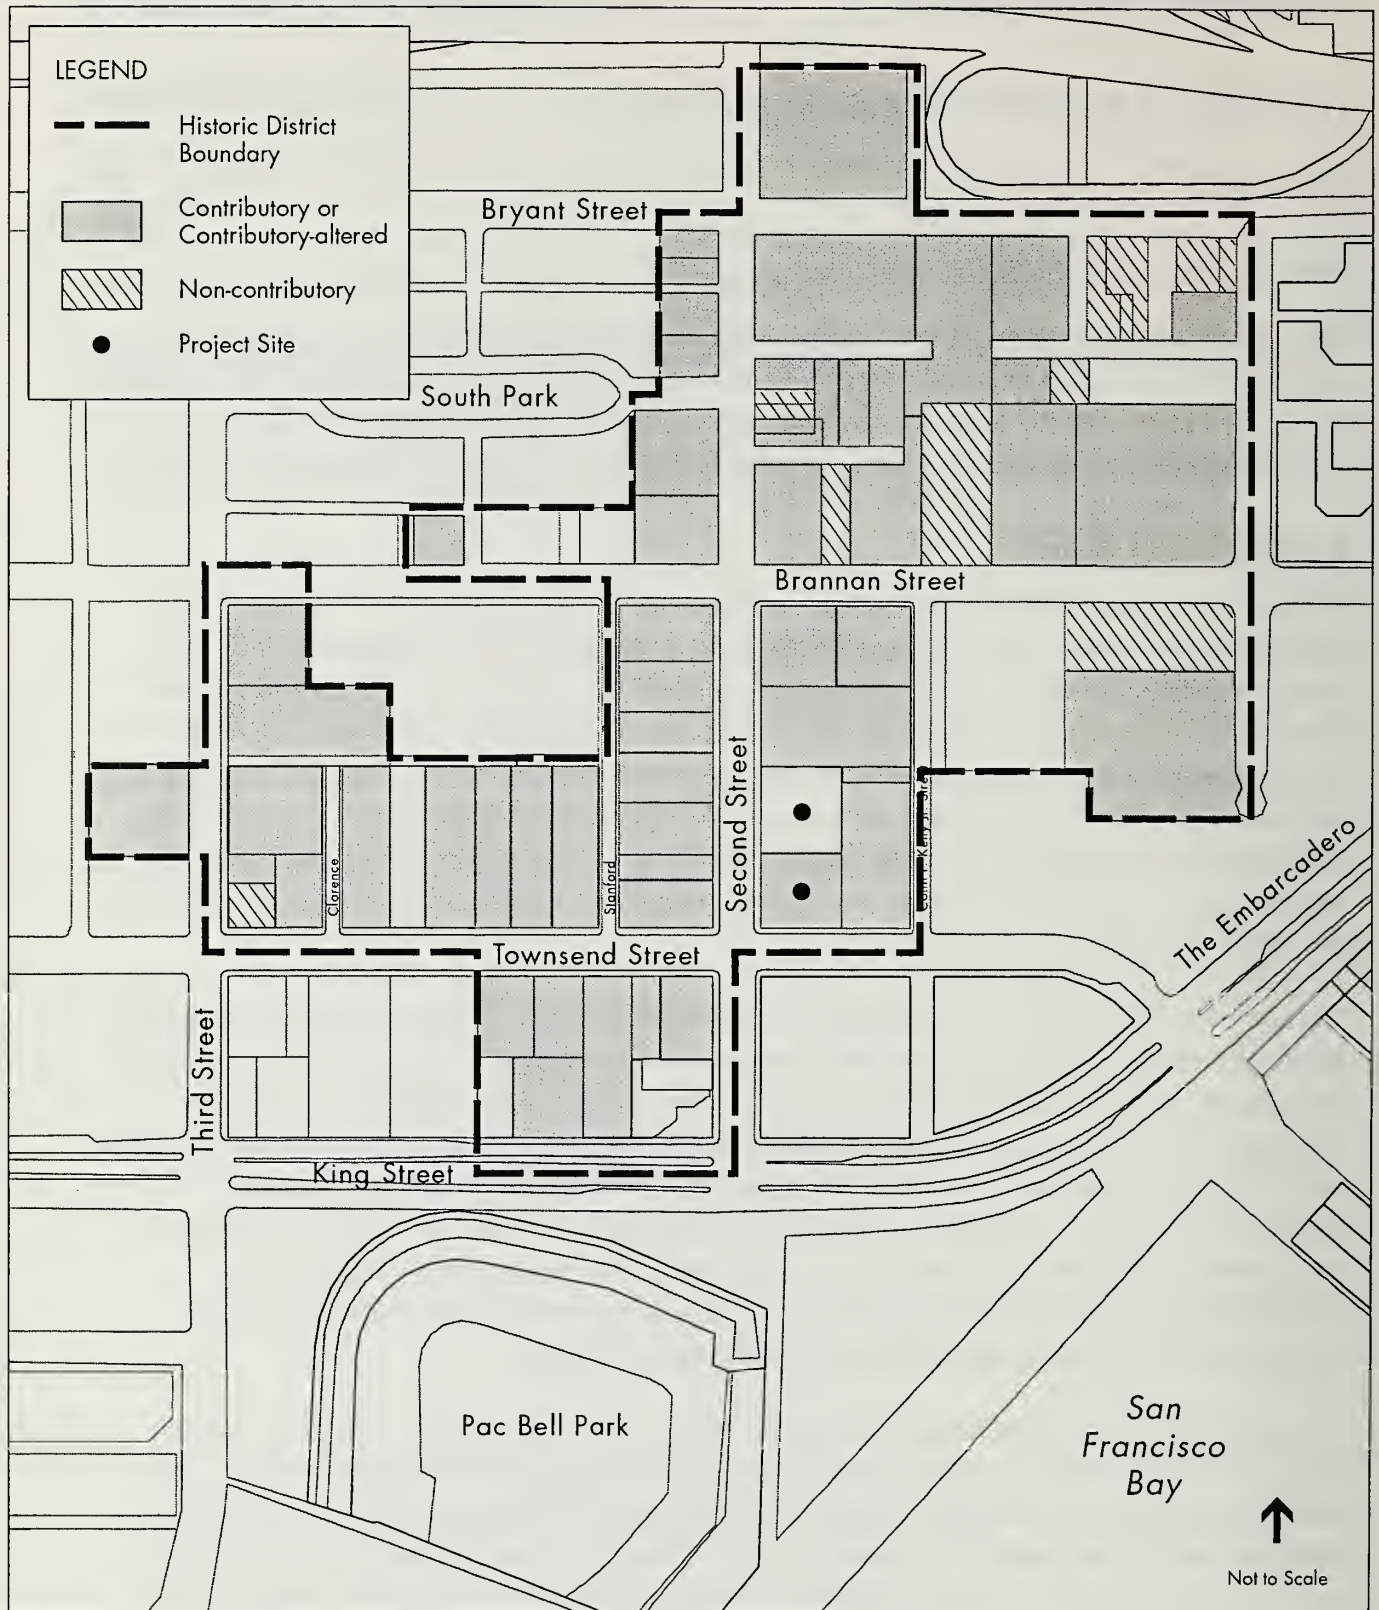 LEGEND
Historic District
Boundary
Contributory or
Contributory-altered
Non-contributory
Project Site
Bryant Street
South Park
Brannan Street
Second Street
Clarence
Stanford
The Embarcadero
Townsend Street
Third Street
King Street
Pac Bell Park
San
Francisco
Bay
Not to Scale